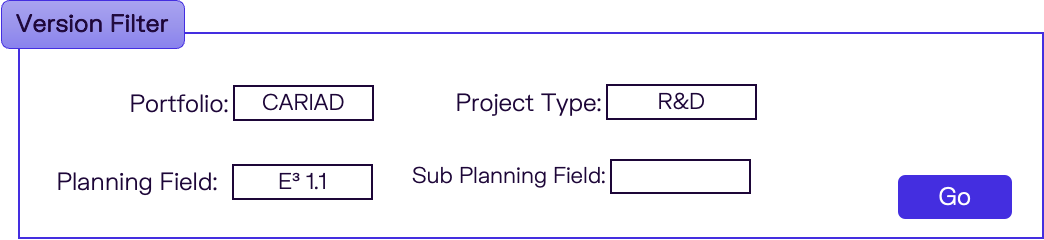 Version Filter
Portfolio: CARIAD Project Type: R&D
Planning Field: E³ 1.1 Sub Planning Field:
Go